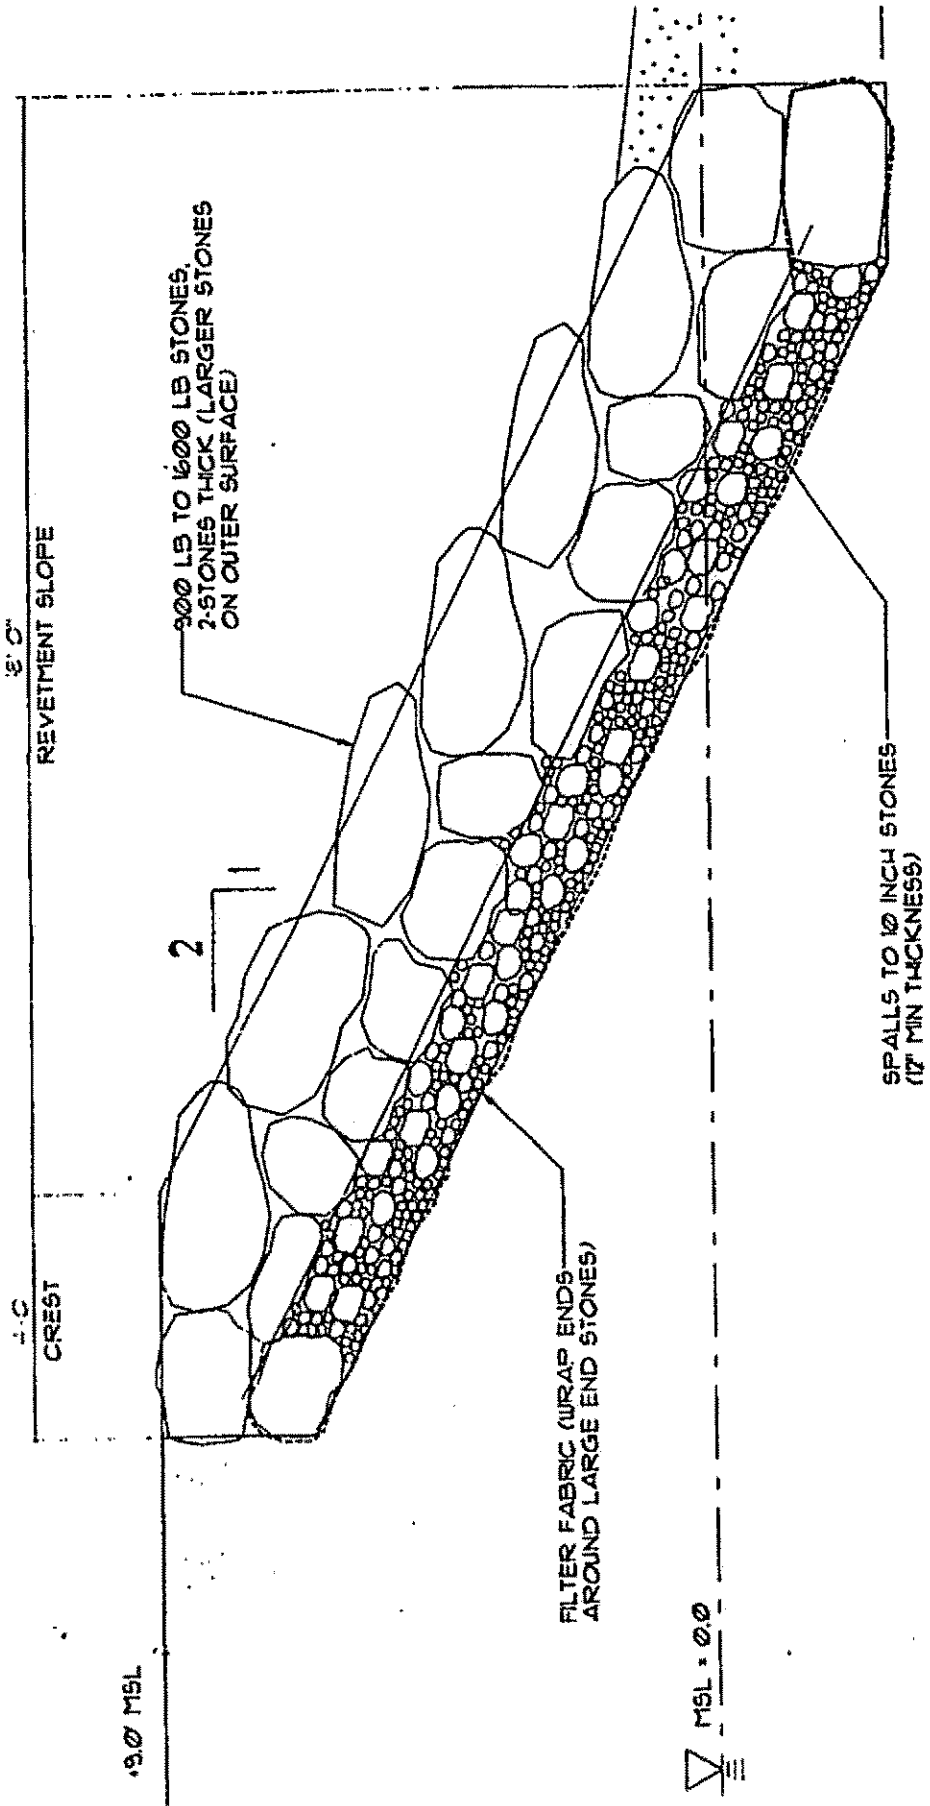 REVETMENT SLOPE
CREST
900 LB TO 1600 LB STONES,
2-STONES THICK (LARGER STONES
ON OUTER SURFACE)
2
1
+9.0 MSL
FILTER FABRIC (WRAP ENDS
AROUND LARGE END STONES)
MSL = 0.0
SPALLS TO 10 INCH STONES
(12" MIN THICKNESS)